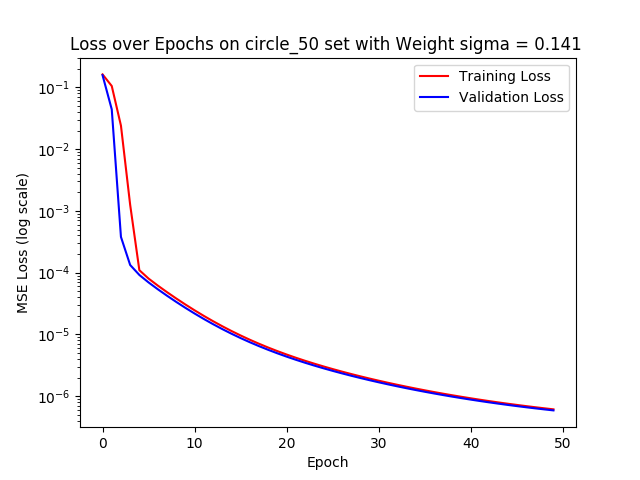 Loss over Epochs on circle_50 set with Weight sigma = 0.141
Training Loss
Validation Loss
MSE Loss (log scale)
10⁻¹
10⁻²
10⁻³
10⁻⁴
10⁻⁵
10⁻⁶
0 10 20 30 40 50
Epoch